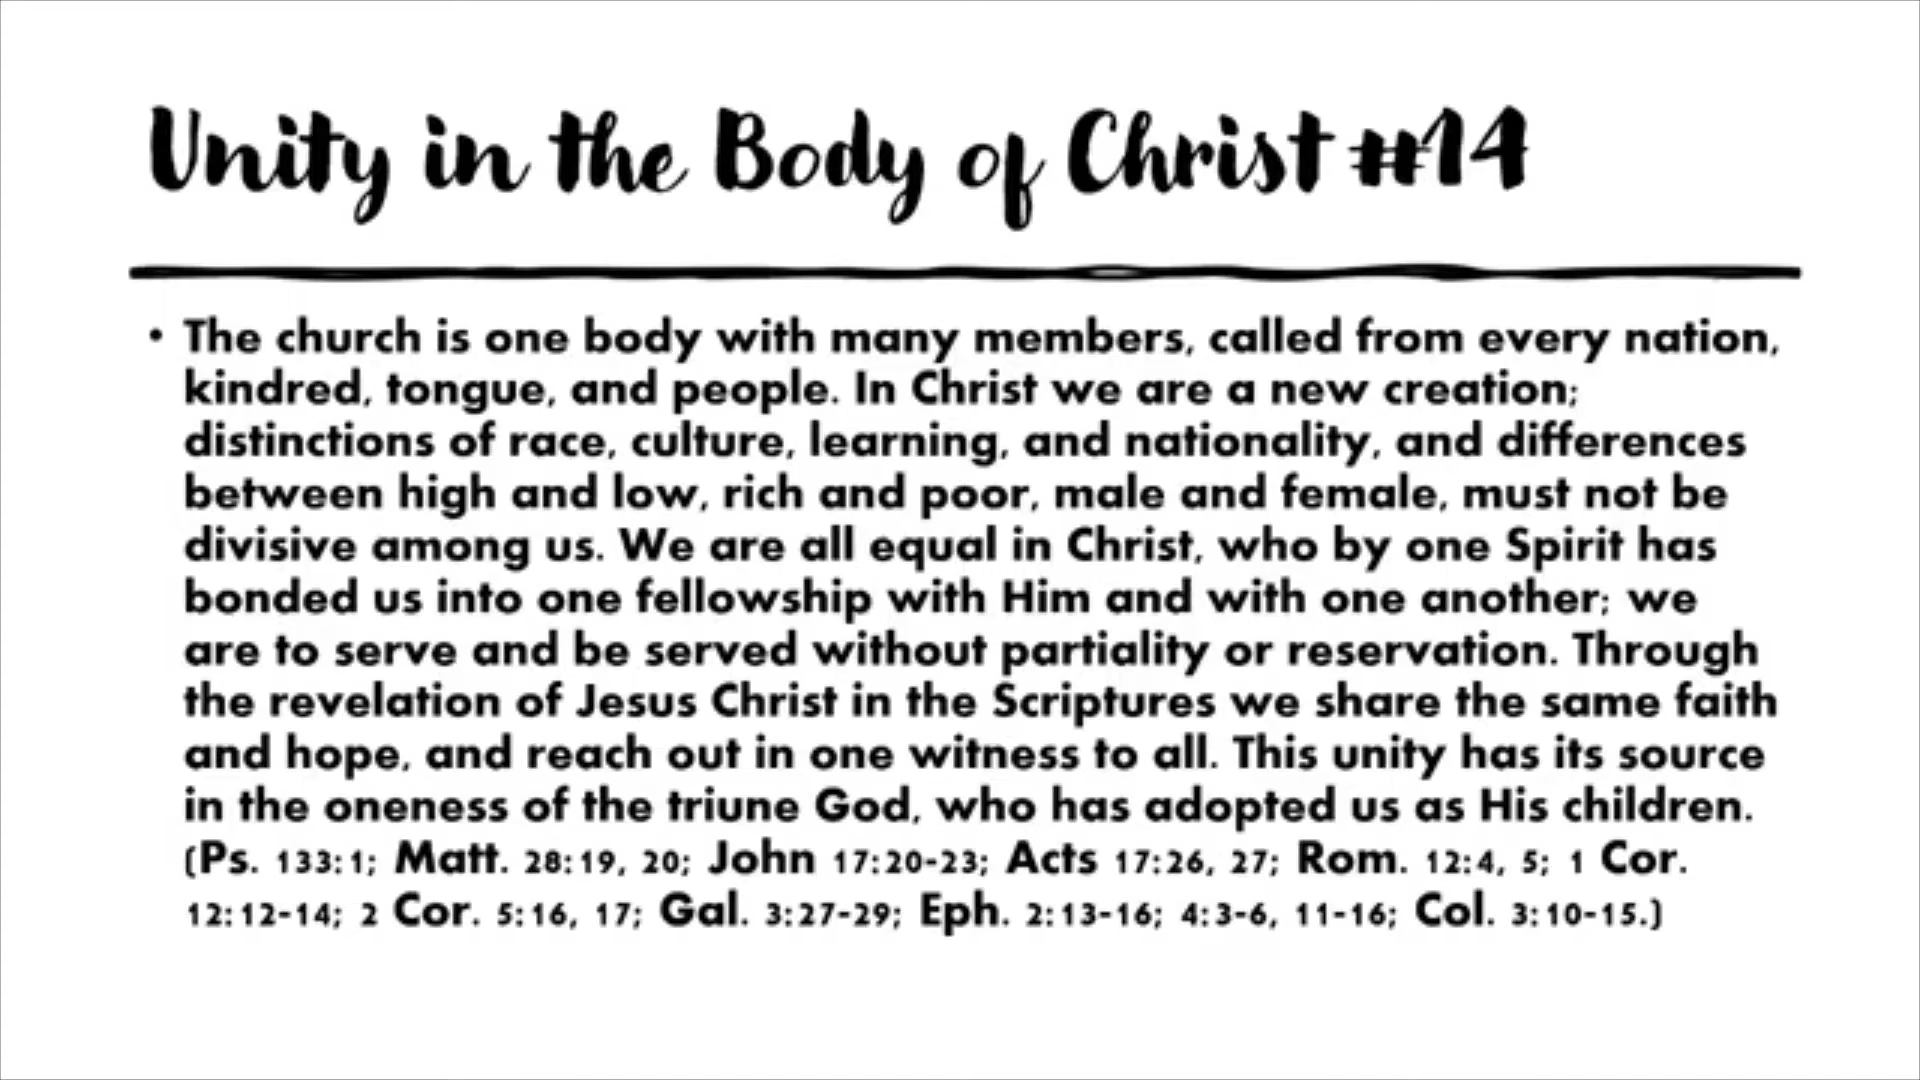 Unity in the Body of Christ #14
• The church is one body with many members, called from every nation,
kindred, tongue, and people. In Christ we are a new creation;
distinctions of race, culture, learning, and nationality, and differences
between high and low, rich and poor, male and female, must not be
divisive among us. We are all equal in Christ, who by one Spirit has
bonded us into one fellowship with Him and with one another; we
are to serve and be served without partiality or reservation. Through
the revelation of Jesus Christ in the Scriptures we share the same faith
and hope, and reach out in one witness to all. This unity has its source
in the oneness of the triune God, who has adopted us as His children.
(Ps. 133:1; Matt. 28:19, 20; John 17:20-23; Acts 17:26, 27; Rom. 12:4, 5; 1 Cor.
12:12-14; 2 Cor. 5:16, 17; Gal. 3:27-29; Eph. 2:13-16; 4:3-6, 11-16; Col. 3:10-15.)